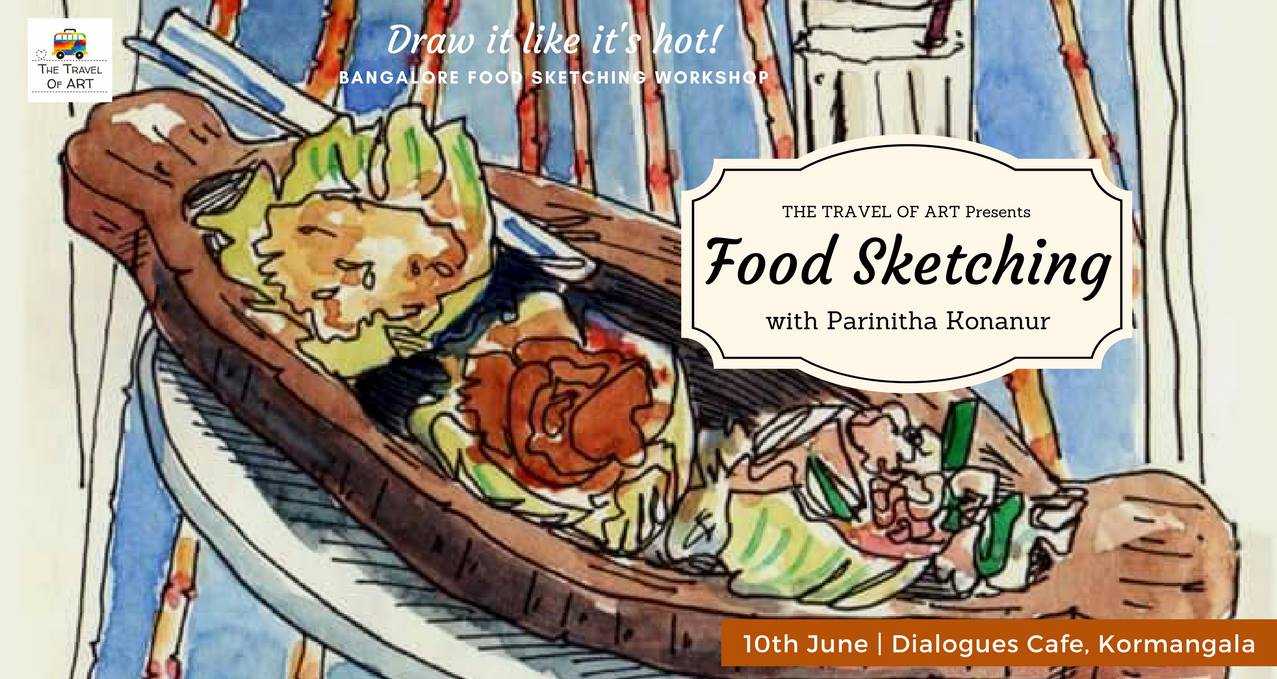 THE TRAVEL
OF ART
Draw it like it's hot!
BANGALORE FOOD SKETCHING WORKSHOP
THE TRAVEL OF ART Presents
Food Sketching
with Parinitha Konanur
10th June | Dialogues Cafe, Kormangala